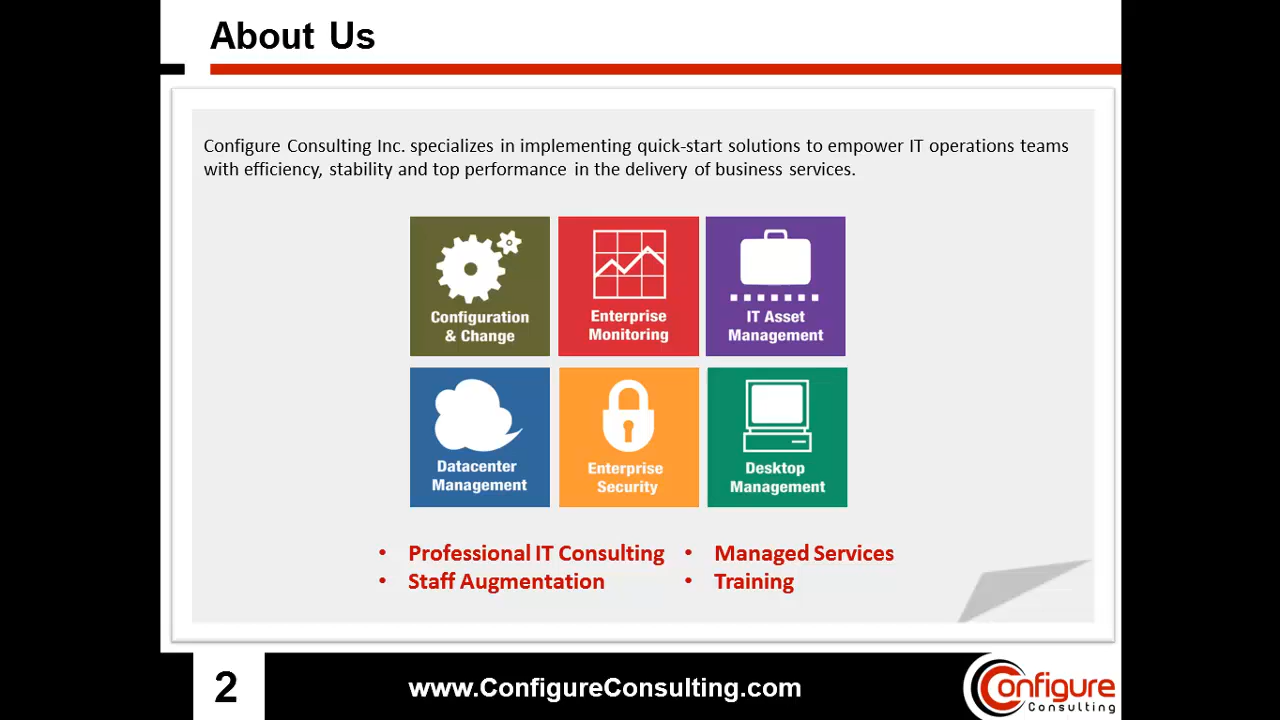 About Us
Configure Consulting Inc. specializes in implementing quick-start solutions to empower IT operations teams
with efficiency, stability and top performance in the delivery of business services.
Configuration
& Change
Enterprise
Monitoring
IT Asset
Management
Datacenter
Management
Enterprise
Security
Desktop
Management
• Professional IT Consulting
• Staff Augmentation
• Managed Services
• Training
2
www.ConfigureConsulting.com
Configure
Consulting